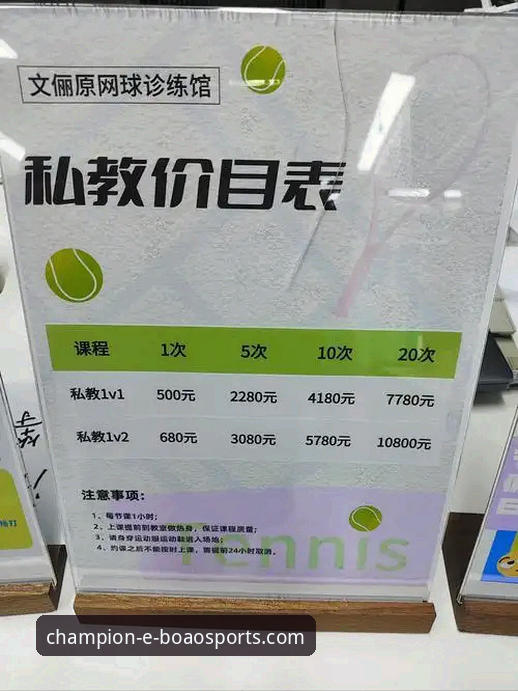 文俪原网球诊练馆
私教价目表
课程 1次 5次 10次 20次
私教1v1 500元 2280元 4180元 7780元
私教1v2 680元 3080元 5780元 10800元
注意事项:
1、每节课1小时;
2、上课提前到教室做热身,保证课程质量;
3、请身穿运动服运动鞋进入场地;
4、约课之后不能按时上课,需提前24小时取消。
Tennis
champion-e-boaosports.com